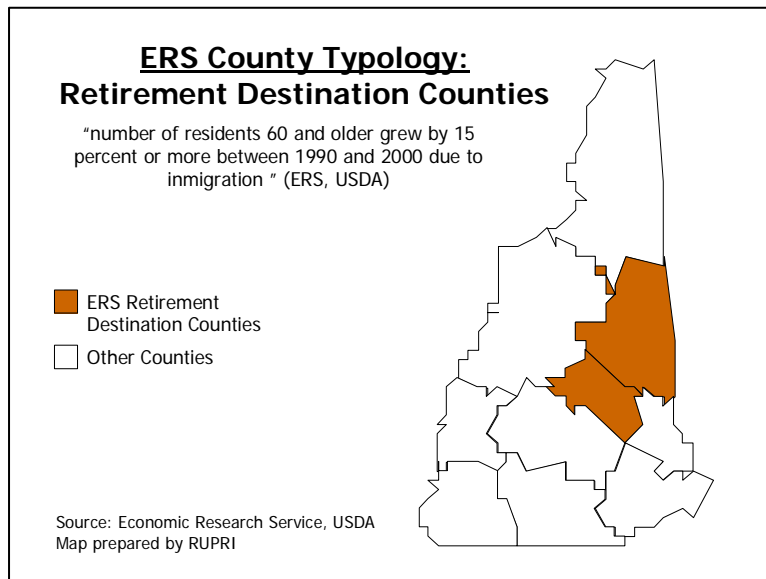 ERS County Typology:
Retirement Destination Counties
“number of residents 60 and older grew by 15
percent or more between 1990 and 2000 due to
inmigration ” (ERS, USDA)
ERS Retirement
Destination Counties
Other Counties
Source: Economic Research Service, USDA
Map prepared by RUPRI